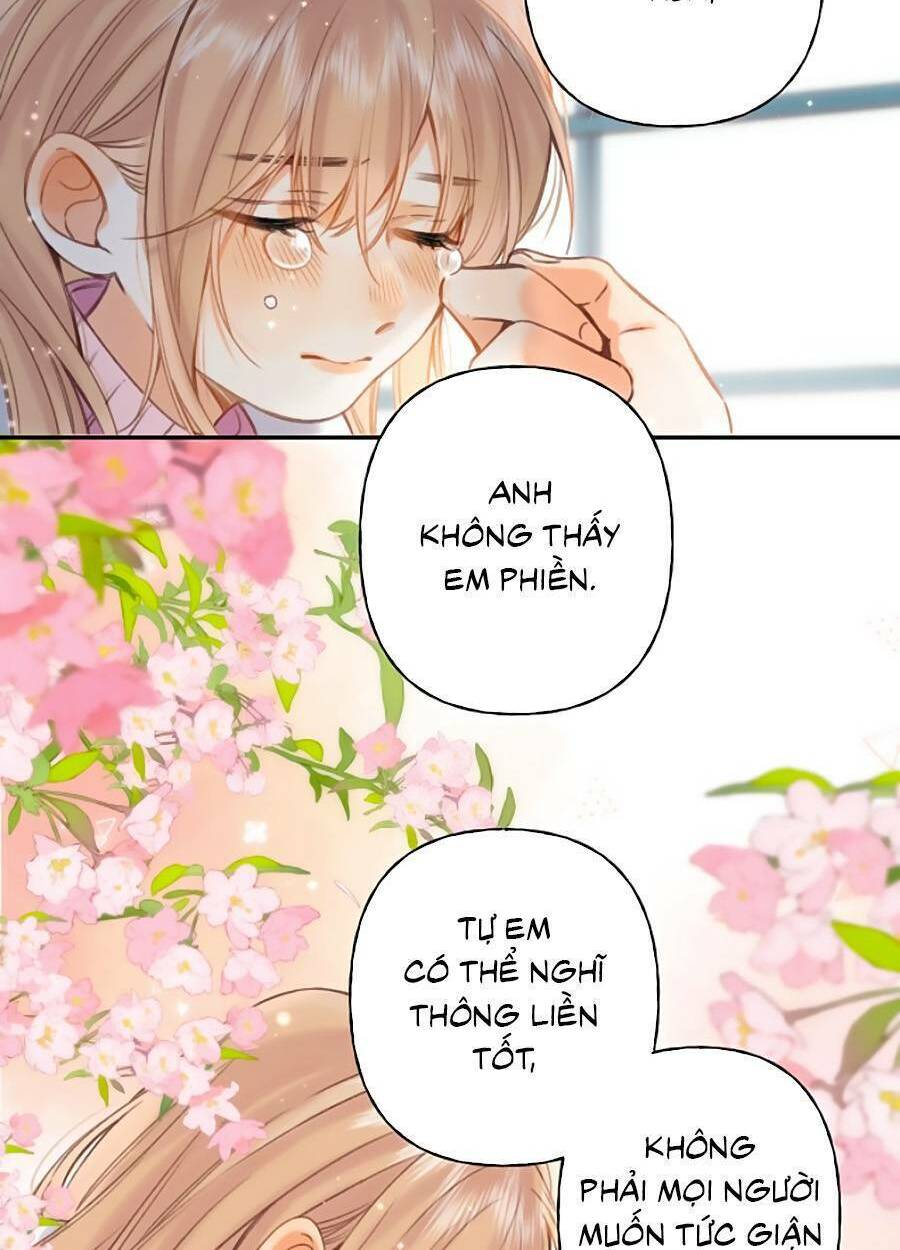 ANH
KHÔNG THẤY
EM PHIỀN.
TỰ EM
CÓ THỂ NGHĨ
THÔNG LIỀN
TỐT,
KHÔNG
PHẢI MỌI NGƯỜI
MUỐN TỨC GIẬN